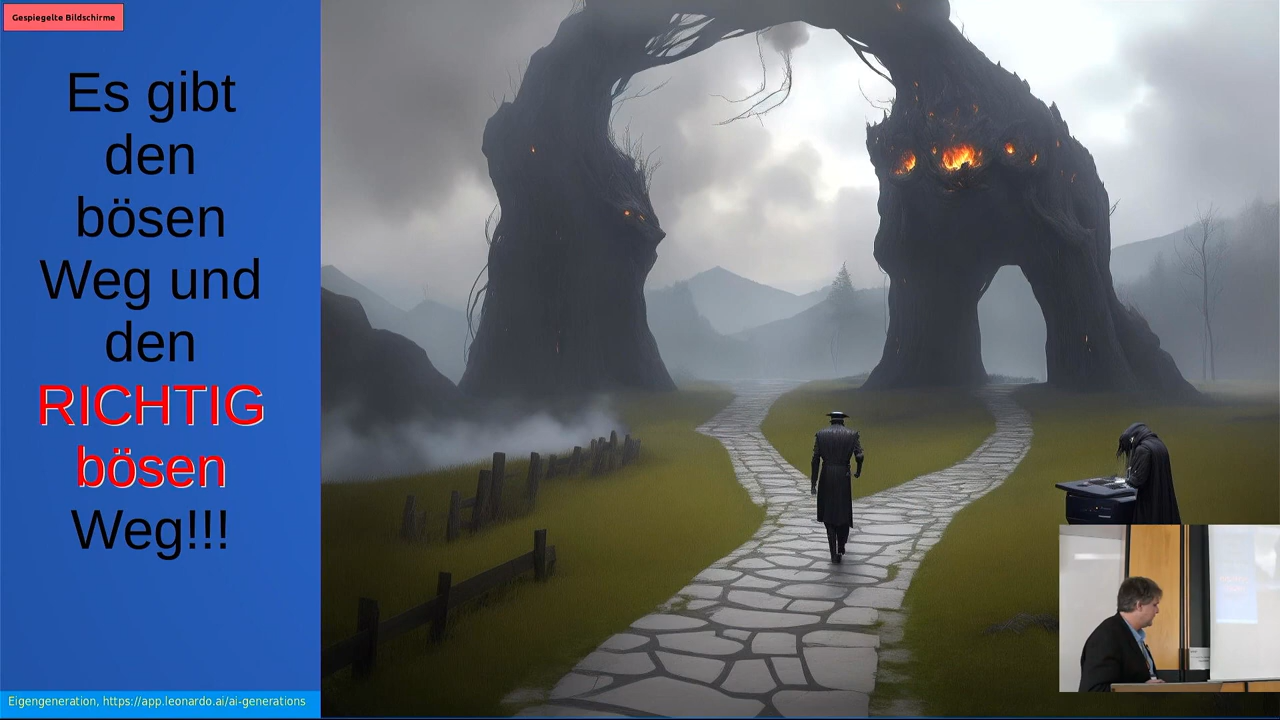 Gespiegelte Bildschirme
Es gibt
den
bösen
Weg und
den
RICHTIG
bösen
Weg!!!
Eigengeneration, https://app.leonardo.ai/ai-generations